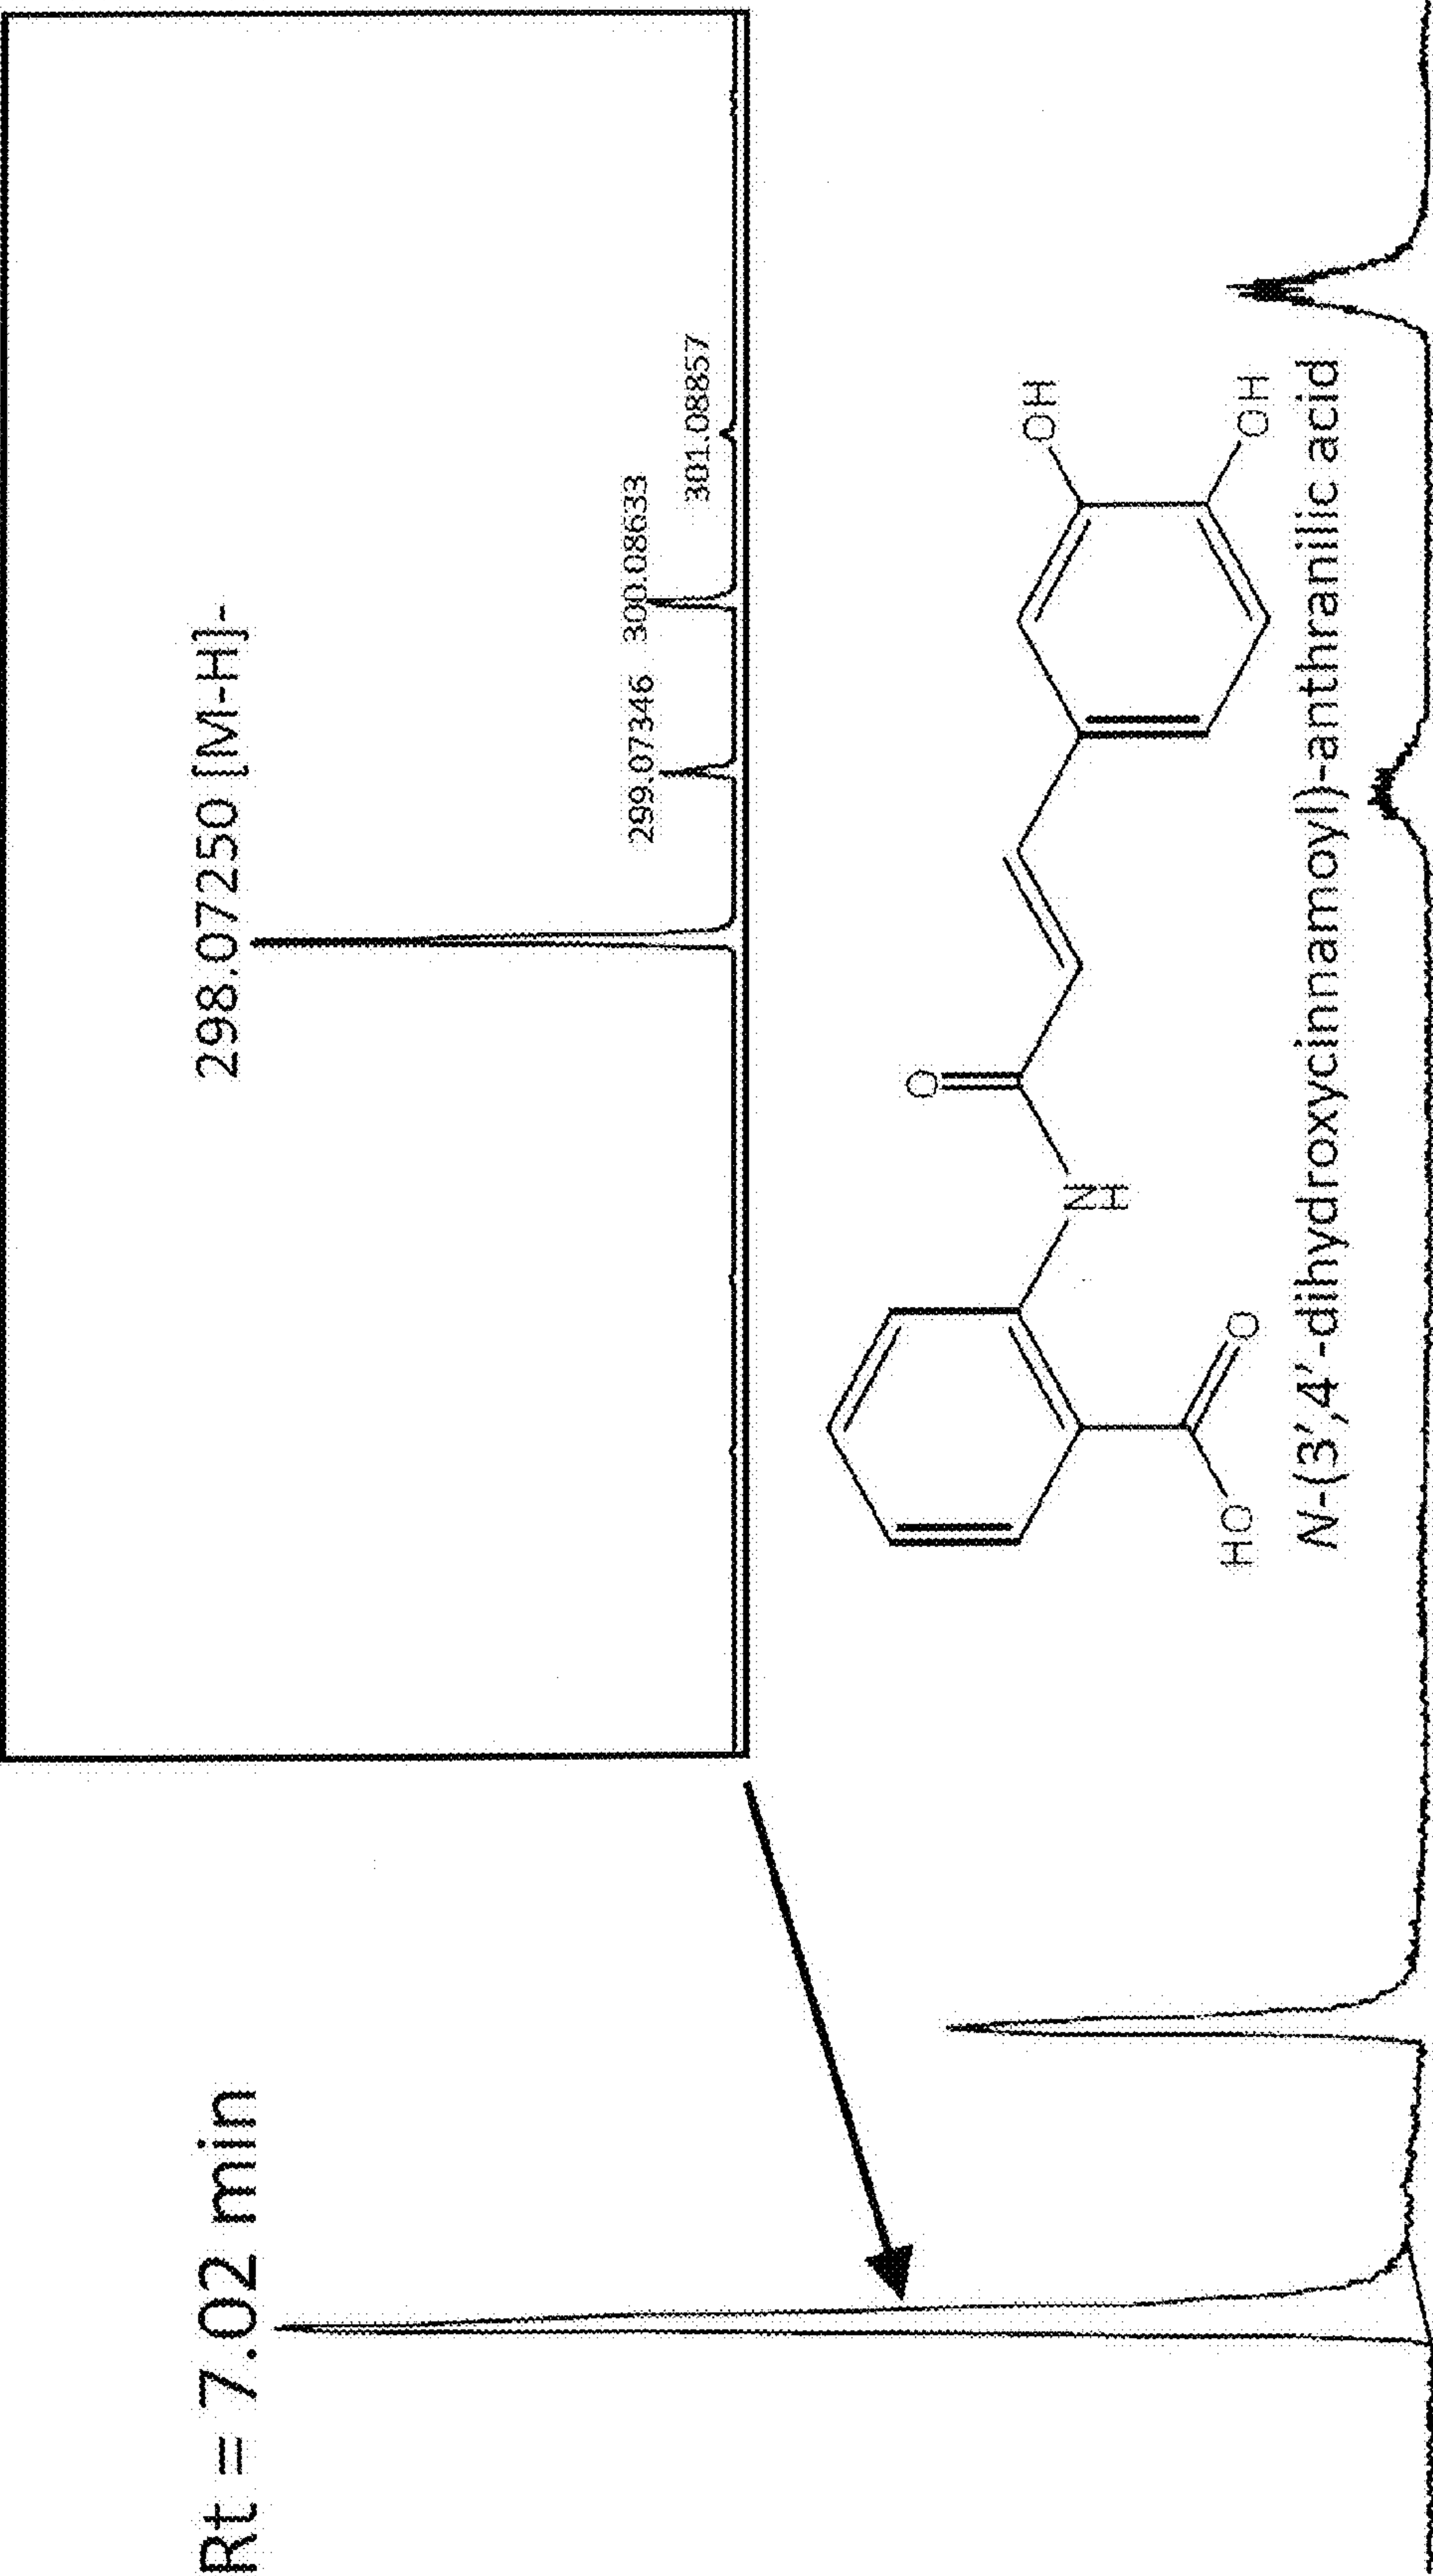 Rt = 7.02 min
298.07250 [M-H]-
299.07346
300.08633
301.08857
O
NH
HO
O
OH
OH
N-(3′,4′-dihydroxycinnamoyl)-anthranilic acid